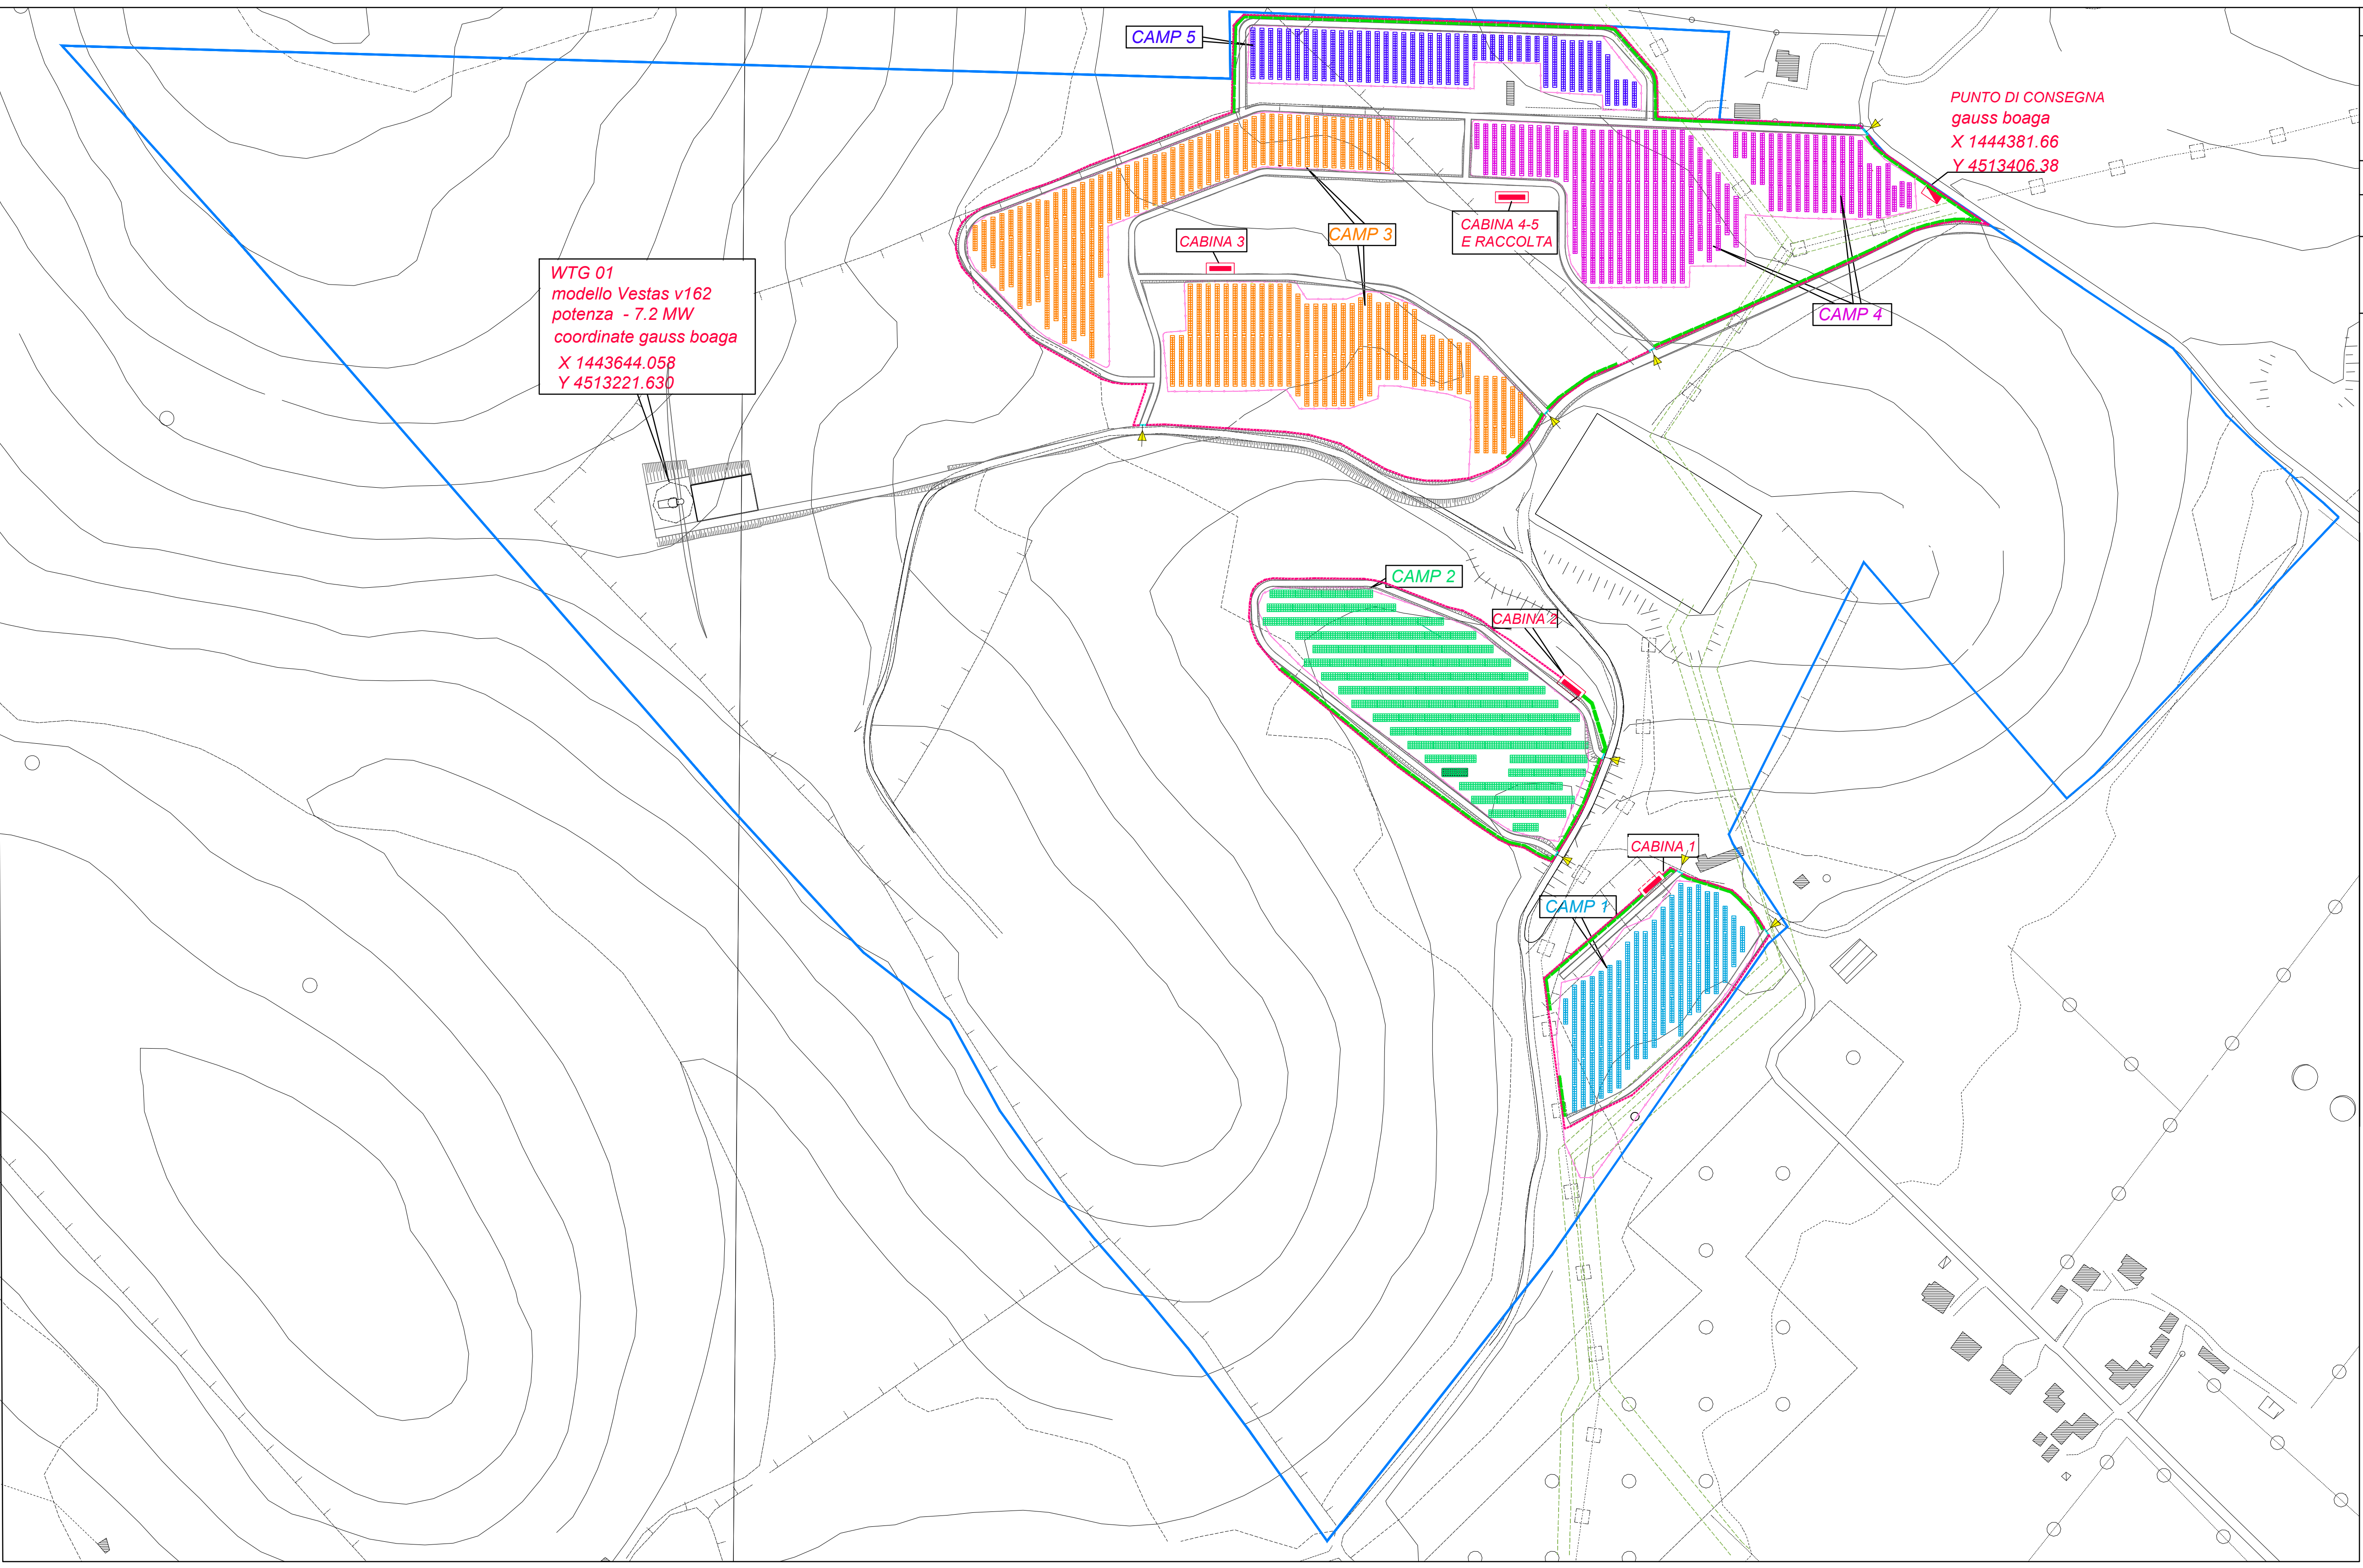 CAMP 5
PUNTO DI CONSEGNA
gauss boaga
X 1444381.66
Y 4513406.38
CABINA 3
CAMP 3
CABINA 4-5
E RACCOLTA
WTG 01
modello Vestas v162
potenza - 7.2 MW
coordinate gauss boaga
X 1443644.058
Y 4513221.630
CAMP 4
CAMP 2
CABINA 2
CABINA 1
CAMP 1